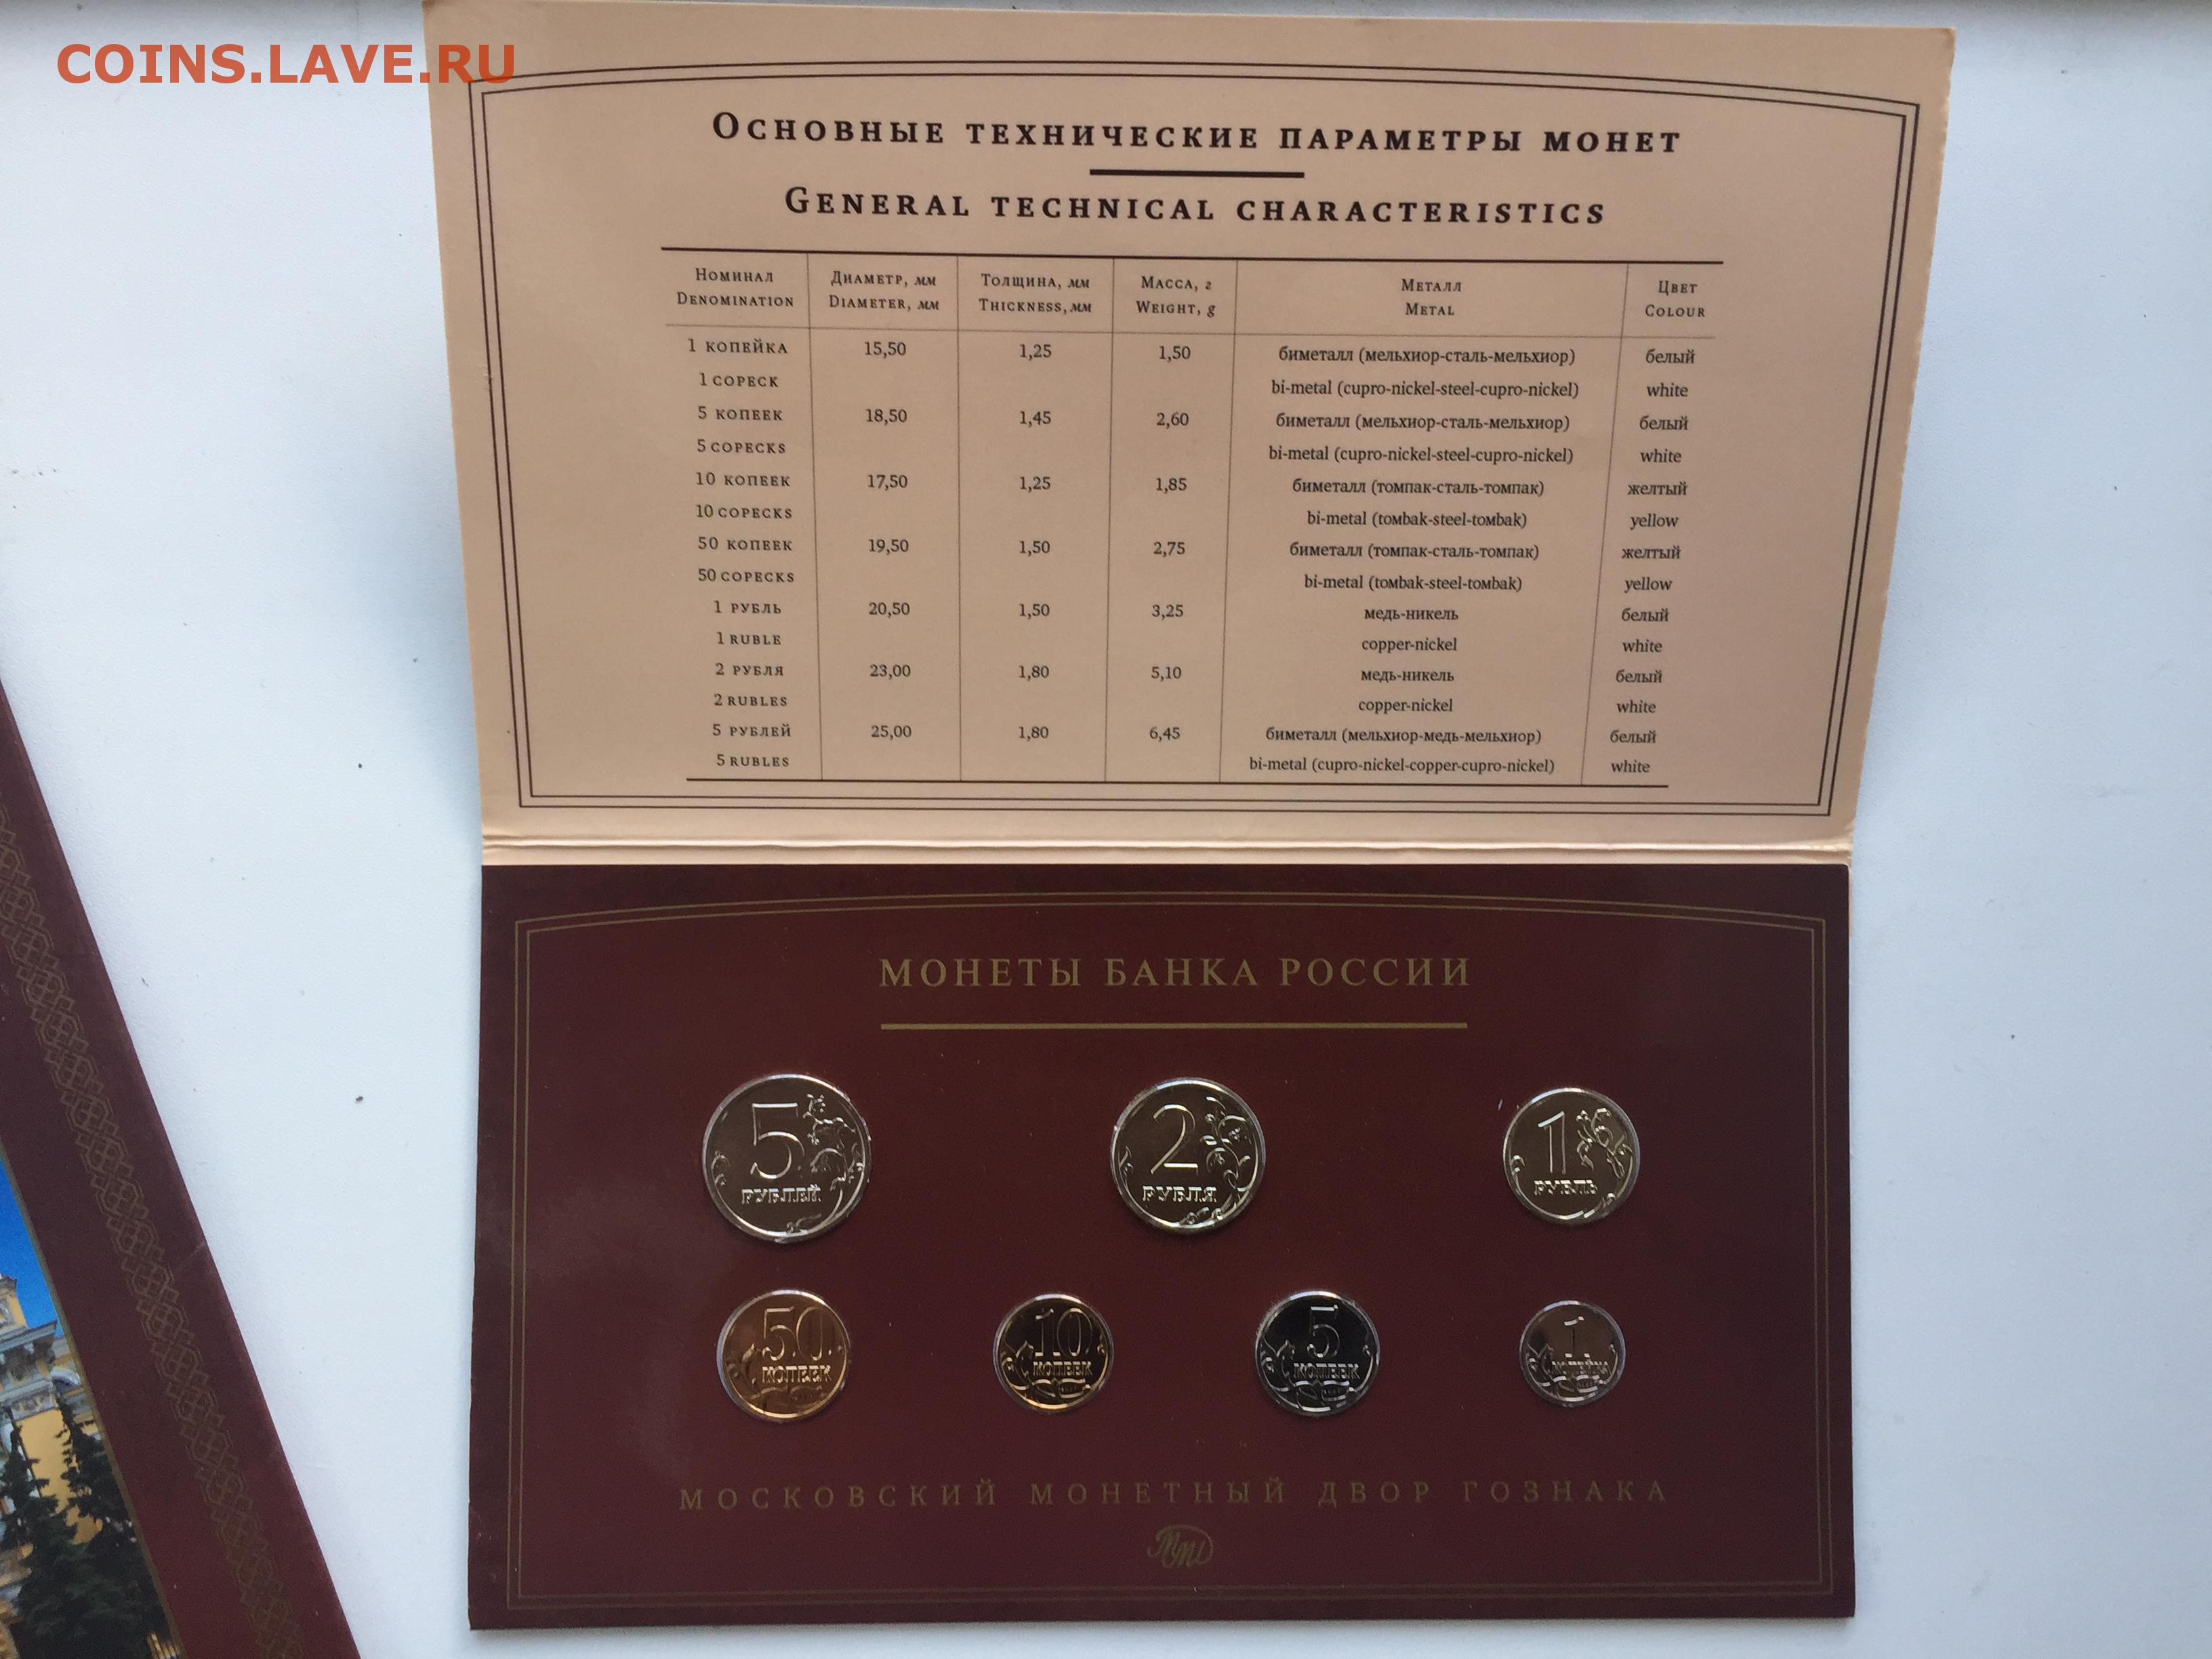 COINS.LAVE.RU
Основные технические параметры монет
General technical characteristics
Номинал Диаметр, мм Толщина, мм Масса, г Металл Цвет
Denomination Diameter, мм Thickness, мм Weight, g Metal Colour
1 копейка 15,50 1,25 1,50 биметалл (мельхиор-сталь-мельхиор) белый
1 copeck bi-metal (cupro-nickel-steel-cupro-nickel) white
5 копеек 18,50 1,45 2,60 биметалл (мельхиор-сталь-мельхиор) белый
5 copecks bi-metal (cupro-nickel-steel-cupro-nickel) white
10 копеек 17,50 1,25 1,85 биметалл (томпак-сталь-томпак) желтый
10 copecks bi-metal (tомbak-steel-tомbak) yellow
50 копеек 19,50 1,50 2,75 биметалл (томпак-сталь-томпак) желтый
50 copecks bi-metal (tомbak-steel-tомbak) yellow
1 рубль 20,50 1,50 3,25 медь-никель белый
1 ruble copper-nickel white
2 рубля 23,00 1,80 5,10 медь-никель белый
2 rubles copper-nickel white
5 рублей 25,00 1,80 6,45 биметалл (мельхиор-медь-мельхиор) белый
5 rubles bi-metal (cupro-nickel-copper-cupro-nickel) white
МОНЕТЫ БАНКА РОССИИ
5 2 1
РУБЛЕЙ РУБЛЯ РУБЛЬ
50 10 5 1
КОПЕЕК КОПЕЕК КОПЕЕК КОПЕЙКА
МОСКОВСКИЙ МОНЕТНЫЙ ДВОР ГОЗНАКА